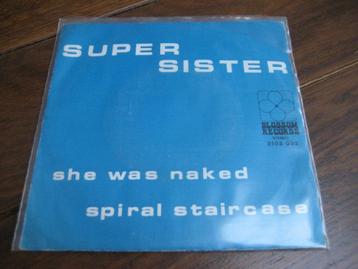 SUPER
SISTER
BLOSSOM
RECORDS
she was naked
spiral staircase